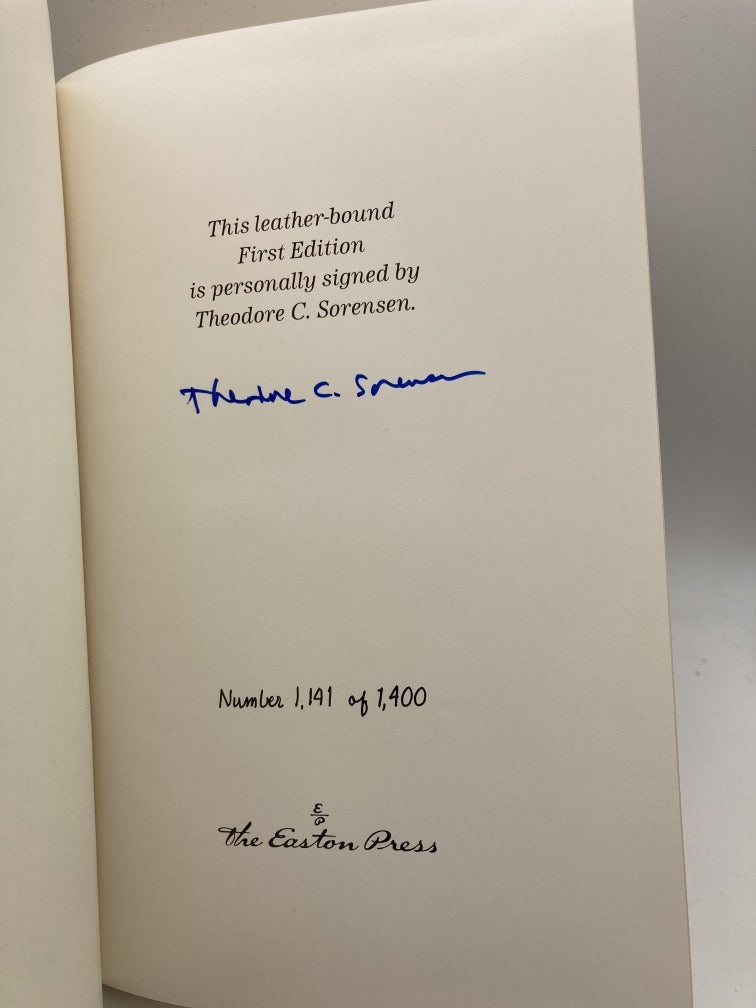 This leather-bound
First Edition
is personally signed by
Theodore C. Sorensen.
Theodore C. Sorensen
Number 1,141 of 1,400
E
P
The Easton Press